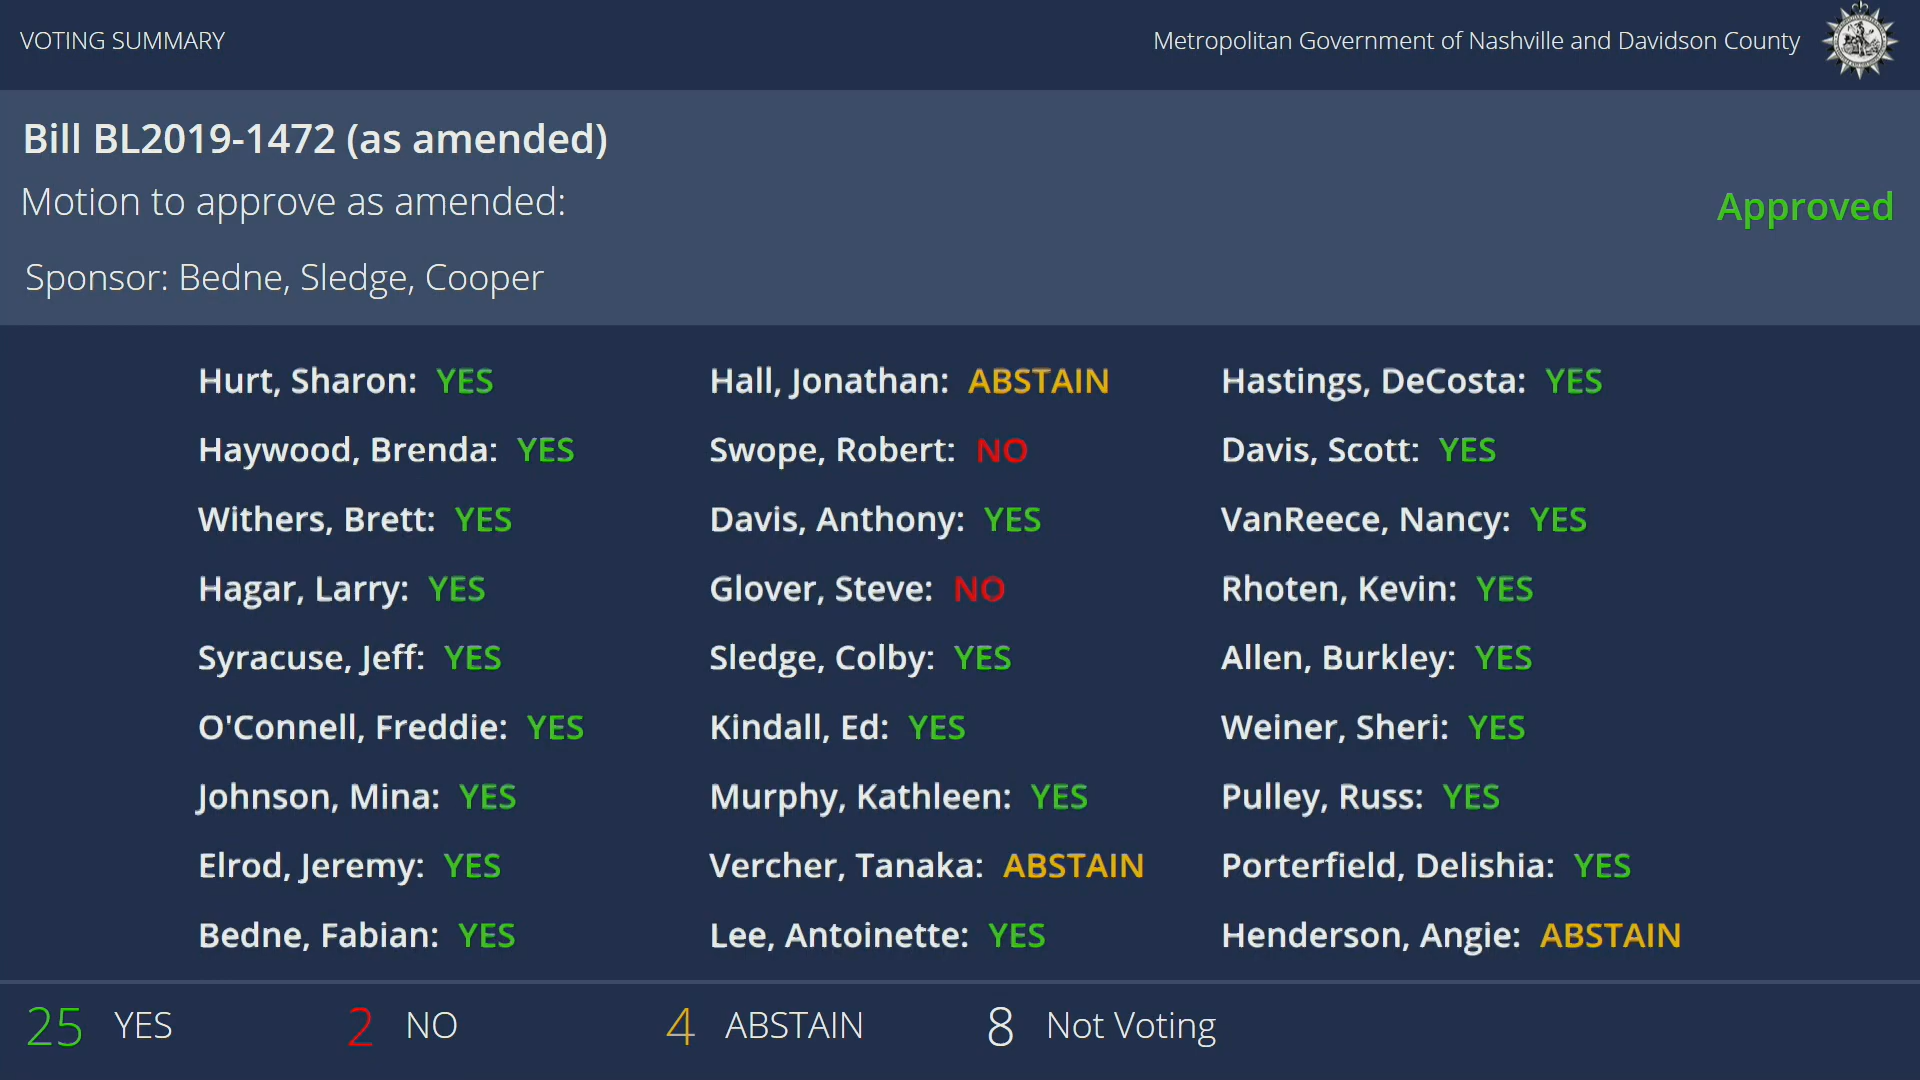 VOTING SUMMARY
Metropolitan Government of Nashville and Davidson County
Bill BL2019-1472 (as amended)
Motion to approve as amended:
Approved
Sponsor: Bedne, Sledge, Cooper
Hurt, Sharon: YES
Hall, Jonathan: ABSTAIN
Hastings, DeCosta: YES
Haywood, Brenda: YES
Swope, Robert: NO
Davis, Scott: YES
Withers, Brett: YES
Davis, Anthony: YES
VanReece, Nancy: YES
Hagar, Larry: YES
Glover, Steve: NO
Rhoten, Kevin: YES
Syracuse, Jeff: YES
Sledge, Colby: YES
Allen, Burkley: YES
O'Connell, Freddie: YES
Kindall, Ed: YES
Weiner, Sheri: YES
Johnson, Mina: YES
Murphy, Kathleen: YES
Pulley, Russ: YES
Elrod, Jeremy: YES
Vercher, Tanaka: ABSTAIN
Porterfield, Delishia: YES
Bedne, Fabian: YES
Lee, Antoinette: YES
Henderson, Angie: ABSTAIN
25 YES
2 NO
4 ABSTAIN
8 Not Voting